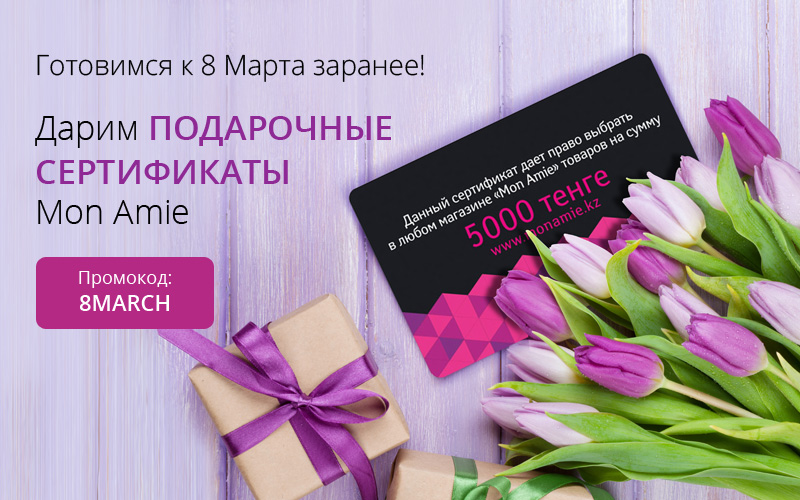 Готовимся к 8 Марта заранее!
Дарим ПОДАРОЧНЫЕ
СЕРТИФИКАТЫ
Mon Amie
Промокод:
8MARCH
Данный сертификат дает право выбрать
в любом магазине «Mon Amie» товаров на сумму
5000 тенге
www.monamie.kz